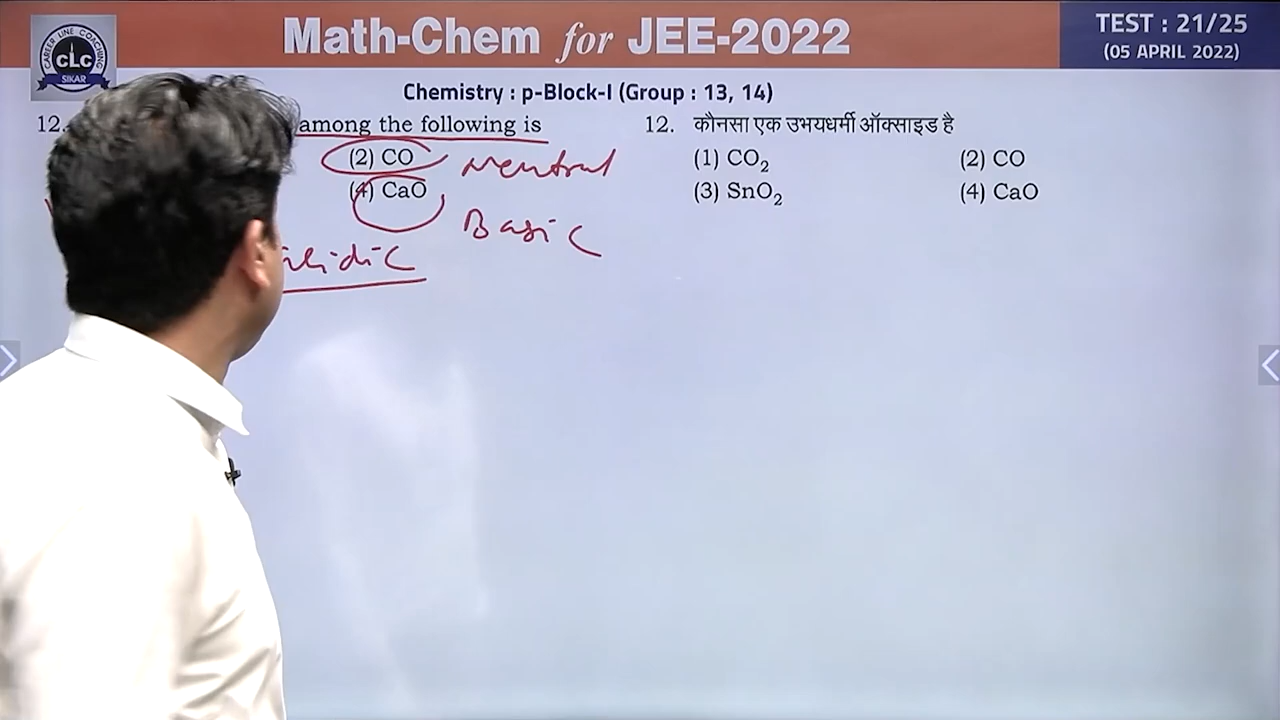 Math-Chem for JEE-2022
TEST : 21/25
(05 APRIL 2022)
CAREER LINE COACHING
CLC
SIKAR
Chemistry : p-Block-I (Group : 13, 14)
12. among the following is
(2) CO Neutral
(4) CaO
Basic
12. कौनसा एक उभयधर्मी ऑक्साइड है
(1) CO₂ (2) CO
(3) SnO₂ (4) CaO